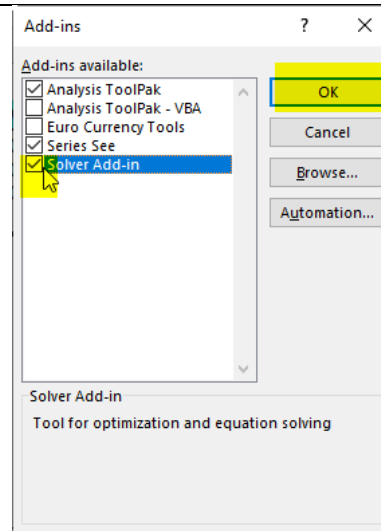 Add-ins ? ×
Add-ins available:
Analysis ToolPak
Analysis ToolPak - VBA
Euro Currency Tools
Series See
Solver Add-in
OK
Cancel
Browse...
Automation...
Solver Add-in
Tool for optimization and equation solving